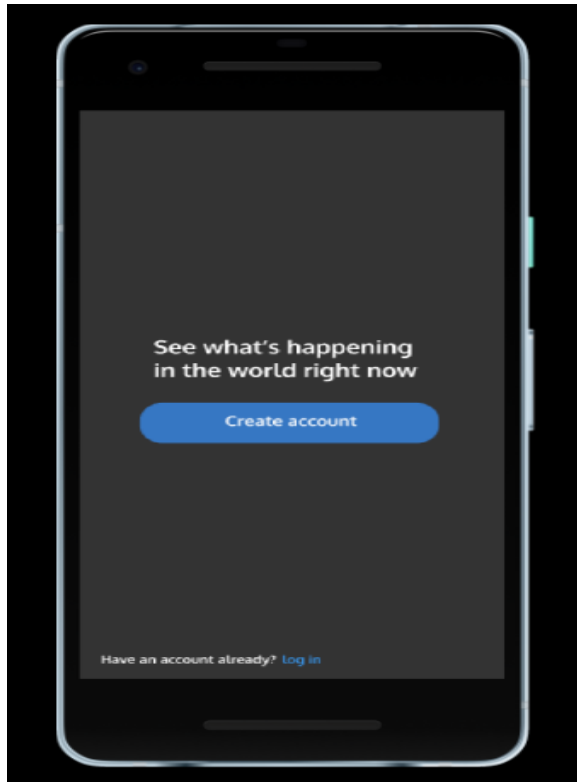 See what's happening
in the world right now
Create account
Have an account already? log in